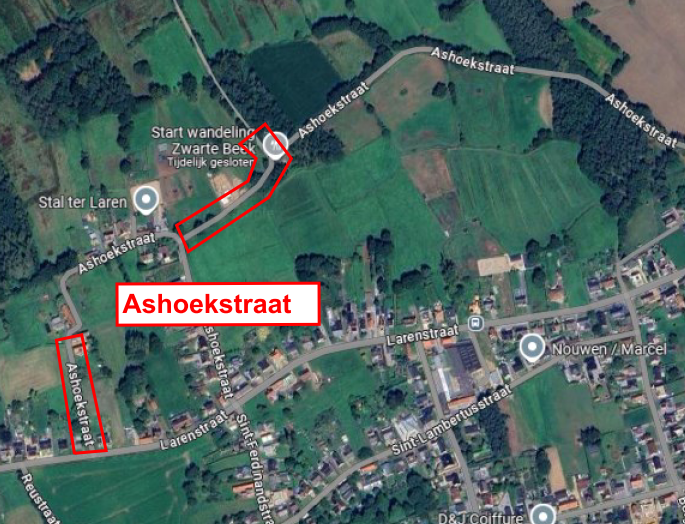 Ashoekstraat
Ashoekstraat
Ashoekstraat
Start wandeling
Zwarte Beek
Tijdelijk gesloten
Stal ter Laren
Ashoekstraat
Ashoekstraat
Ashoekstraat
Larenstraat
Nouwen / Marcel
Ashoekstraat
Larenstraat
Sint-Lambertusstraat
Sint-Ferdinandstraat
Reustraat
D&J Coiffure